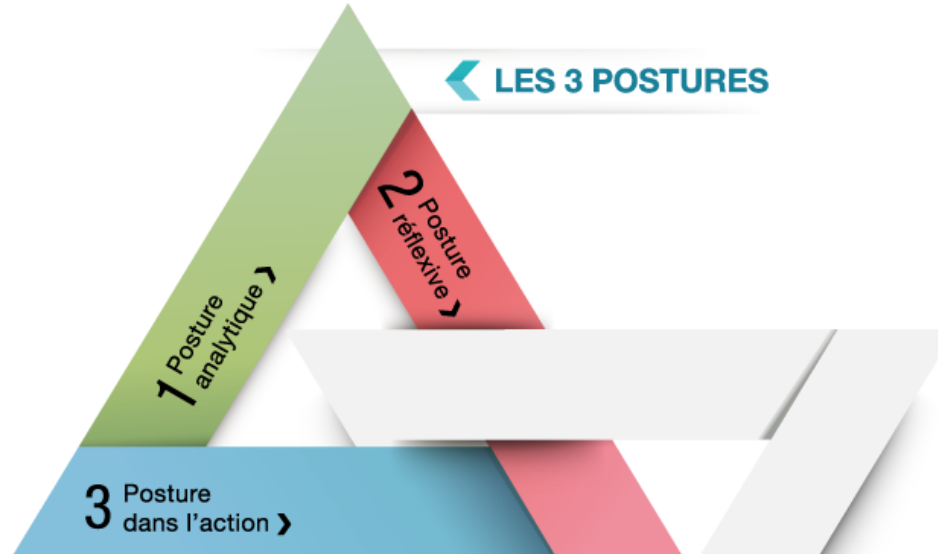 LES 3 POSTURES
1 Posture
analytique
2 Posture
réflexive
3 Posture
dans l'action